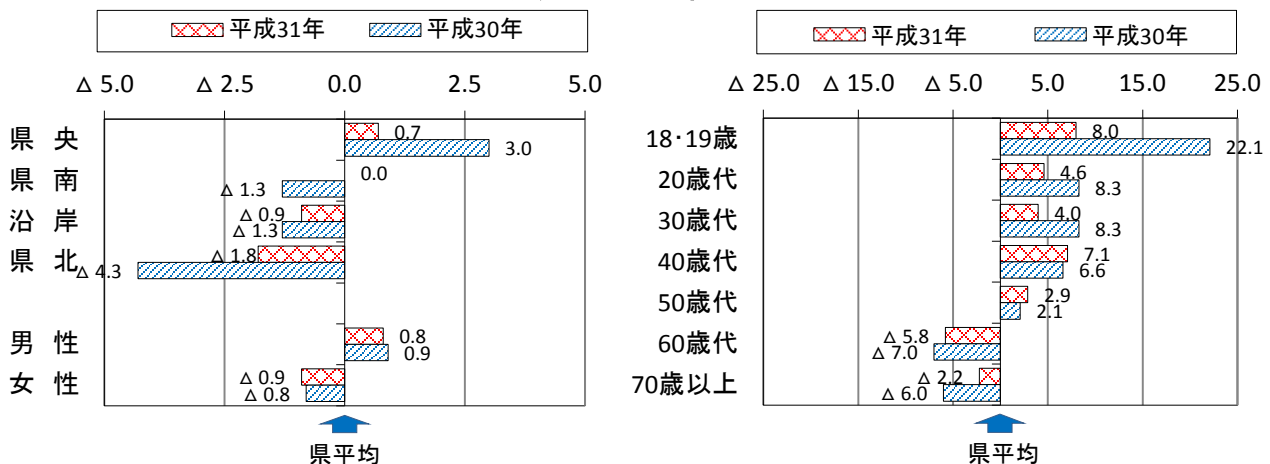 平成31年 平成30年
△ 5.0 △ 2.5 0.0 2.5 5.0
県 央 0.7
3.0
県 南 0.0
△ 1.3
沿 岸 △ 0.9
△ 1.3
県 北 △ 1.8
△ 4.3
男 性 0.8
0.9
女 性 △ 0.9
△ 0.8
県平均
平成31年 平成30年
△ 25.0 △ 15.0 △ 5.0 5.0 15.0 25.0
18・19歳 8.0
22.1
20歳代 4.6
8.3
30歳代 4.0
8.3
40歳代 7.1
6.6
50歳代 2.9
2.1
60歳代 △ 5.8
△ 7.0
70歳以上 △ 2.2
△ 6.0
県平均